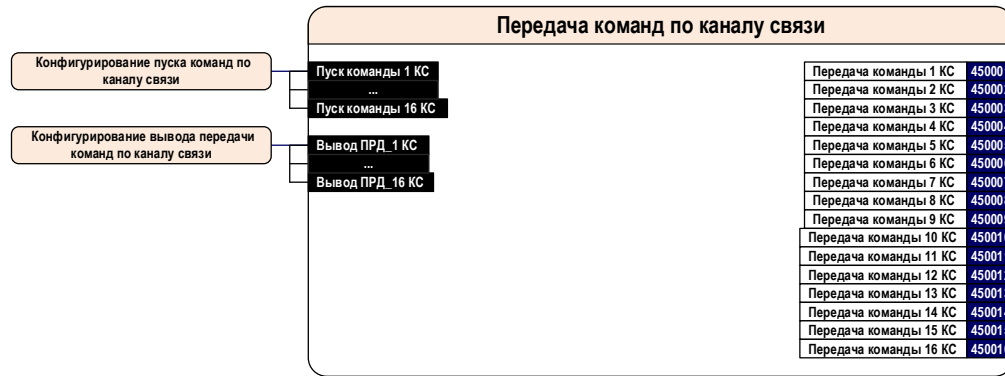 Передача команд по каналу связи
Конфигурирование пуска команд по
каналу связи
Пуск команды 1 КС
...
Пуск команды 16 КС
Конфигурирование вывода передачи
команд по каналу связи
Вывод ПРД_1 КС
...
Вывод ПРД_16 КС
Передача команды 1 КС
Передача команды 2 КС
Передача команды 3 КС
Передача команды 4 КС
Передача команды 5 КС
Передача команды 6 КС
Передача команды 7 КС
Передача команды 8 КС
Передача команды 9 КС
Передача команды 10 КС
Передача команды 11 КС
Передача команды 12 КС
Передача команды 13 КС
Передача команды 14 КС
Передача команды 15 КС
Передача команды 16 КС